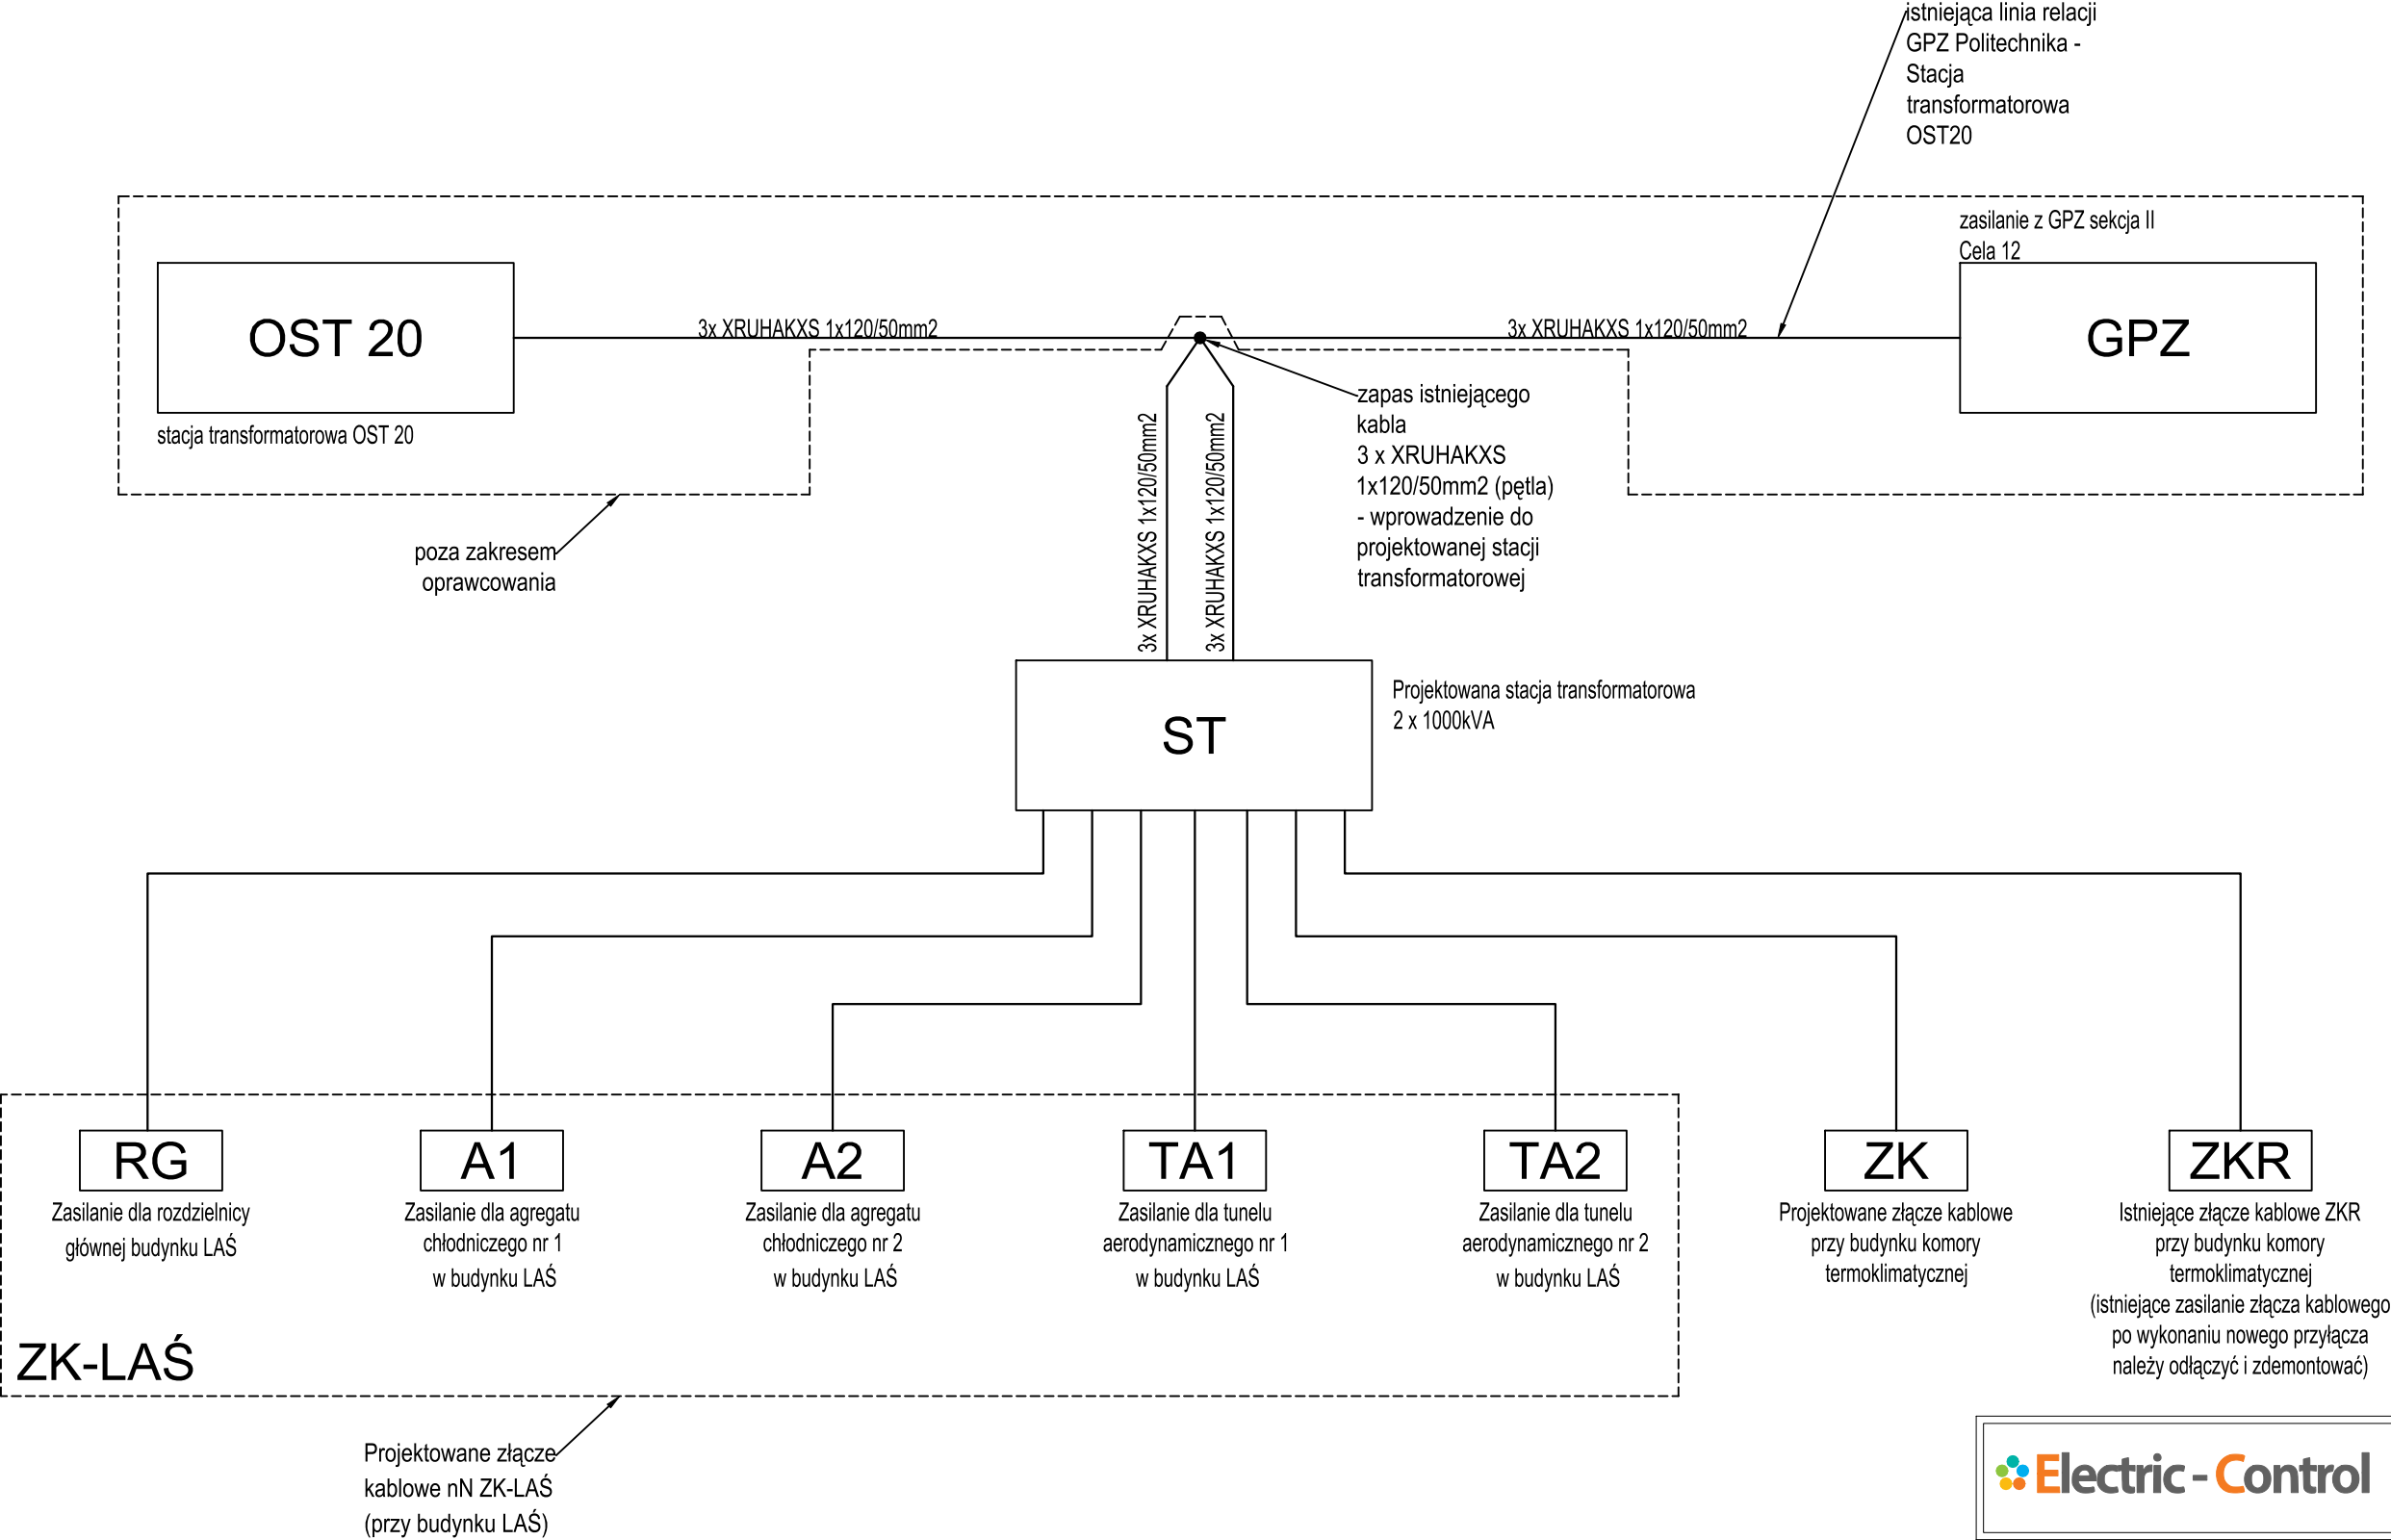 istniejąca linia relacji
GPZ Politechnika -
Stacja
transformatorowa
OST20
zasilanie z GPZ sekcja II
Cela 12
OST 20
3x XRUHAKXS 1x120/50mm2
3x XRUHAKXS 1x120/50mm2
GPZ
stacja transformatorowa OST 20
zapas istniejącego
kabla
3 x XRUHAKXS
1x120/50mm2 (pętla)
- wprowadzenie do
projektowanej stacji
transformatorowej
3x XRUHAKXS 1x120/50mm2
3x XRUHAKXS 1x120/50mm2
poza zakresem
oprawcowania
ST
Projektowana stacja transformatorowa
2 x 1000kVA
RG
Zasilanie dla rozdzielnicy
głównej budynku LAŚ
A1
Zasilanie dla agregatu
chłodniczego nr 1
w budynku LAŚ
A2
Zasilanie dla agregatu
chłodniczego nr 2
w budynku LAŚ
TA1
Zasilanie dla tunelu
aerodynamicznego nr 1
w budynku LAŚ
TA2
Zasilanie dla tunelu
aerodynamicznego nr 2
w budynku LAŚ
ZK
Projektowane złącze kablowe
przy budynku komory
termoklimatycznej
ZKR
Istniejące złącze kablowe ZKR
przy budynku komory
termoklimatycznej
(istniejące zasilanie złącza kablowego
po wykonaniu nowego przyłącza
należy odłączyć i zdemontować)
ZK-LAŚ
Projektowane złącze
kablowe nN ZK-LAŚ
(przy budynku LAŚ)
Electric - Control